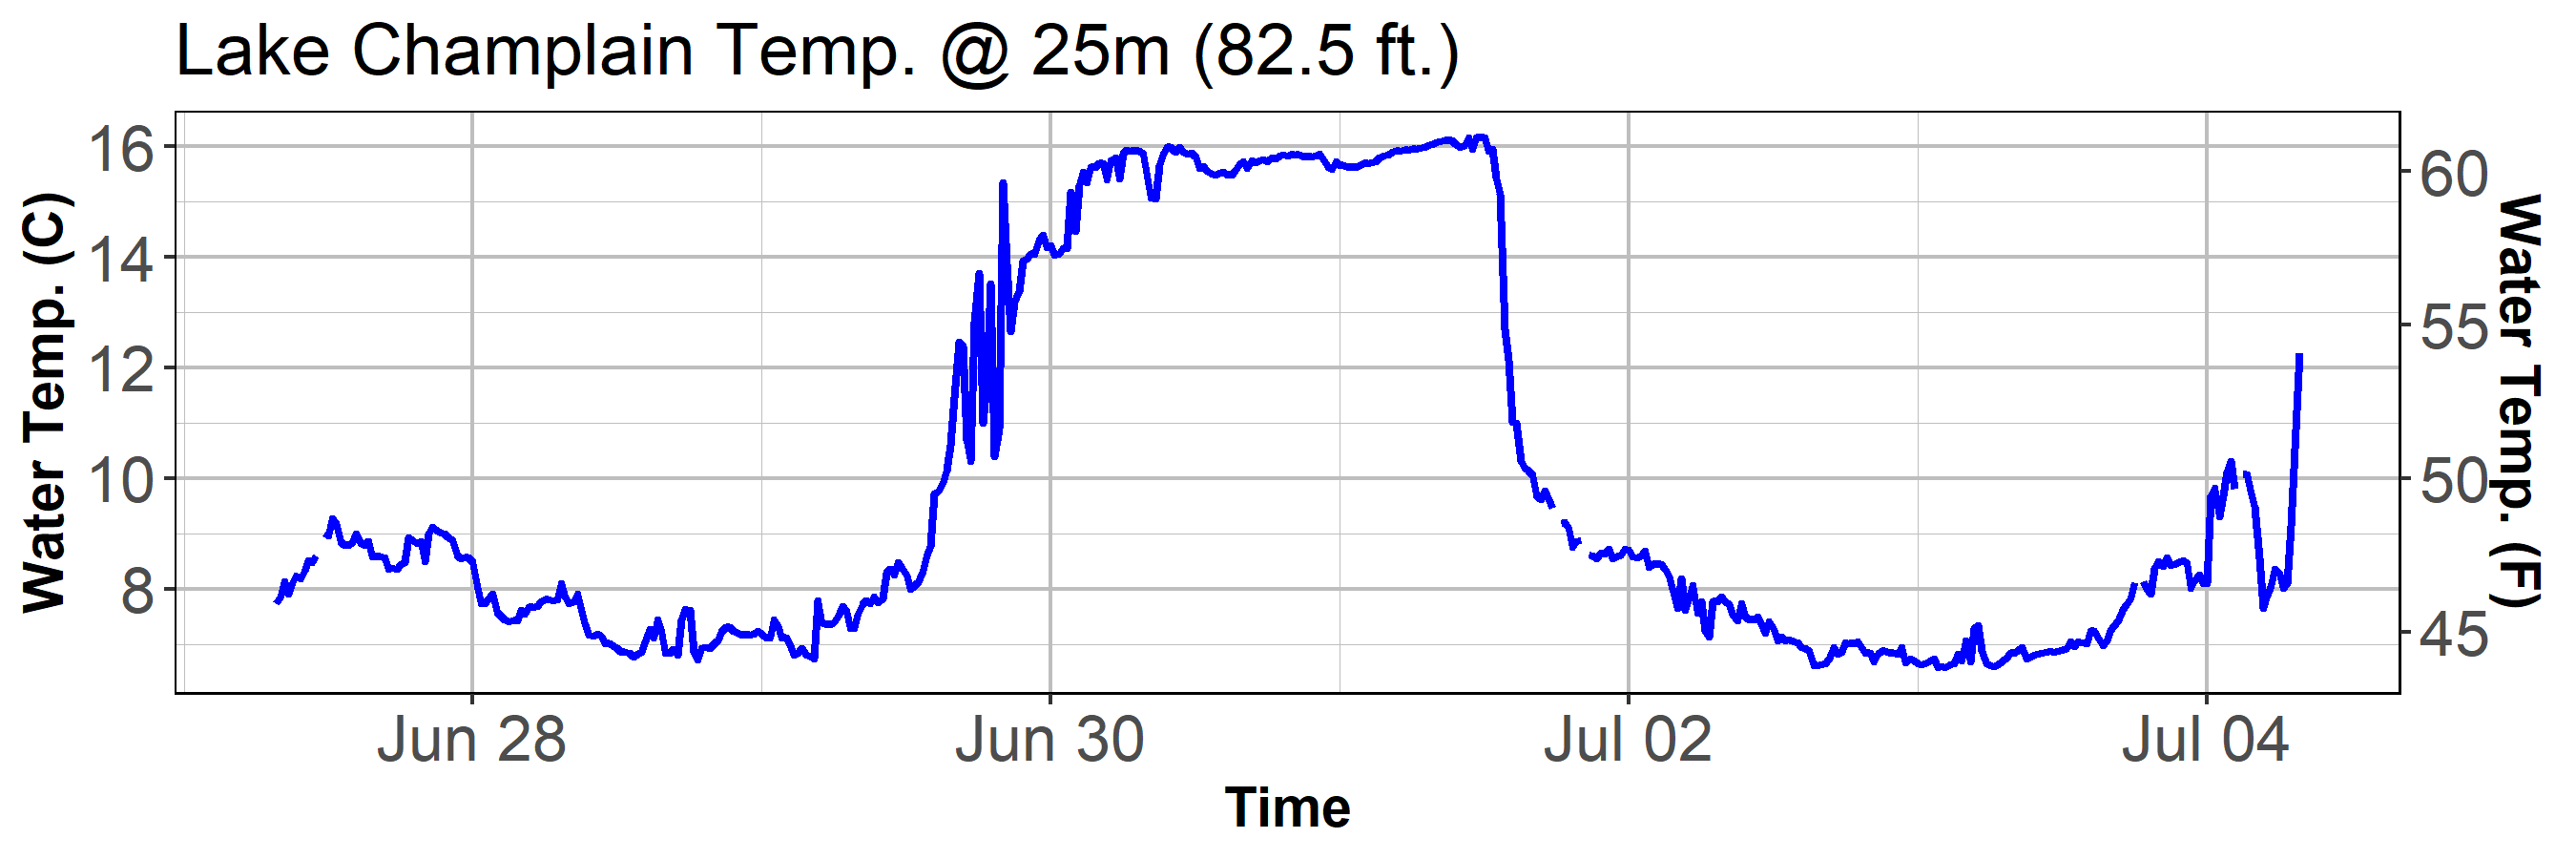 Lake Champlain Temp. @ 25m (82.5 ft.)
Water Temp. (C)
16
14
12
10
8
60
55
50
45
Water Temp. (F)
Jun 28
Jun 30
Jul 02
Jul 04
Time